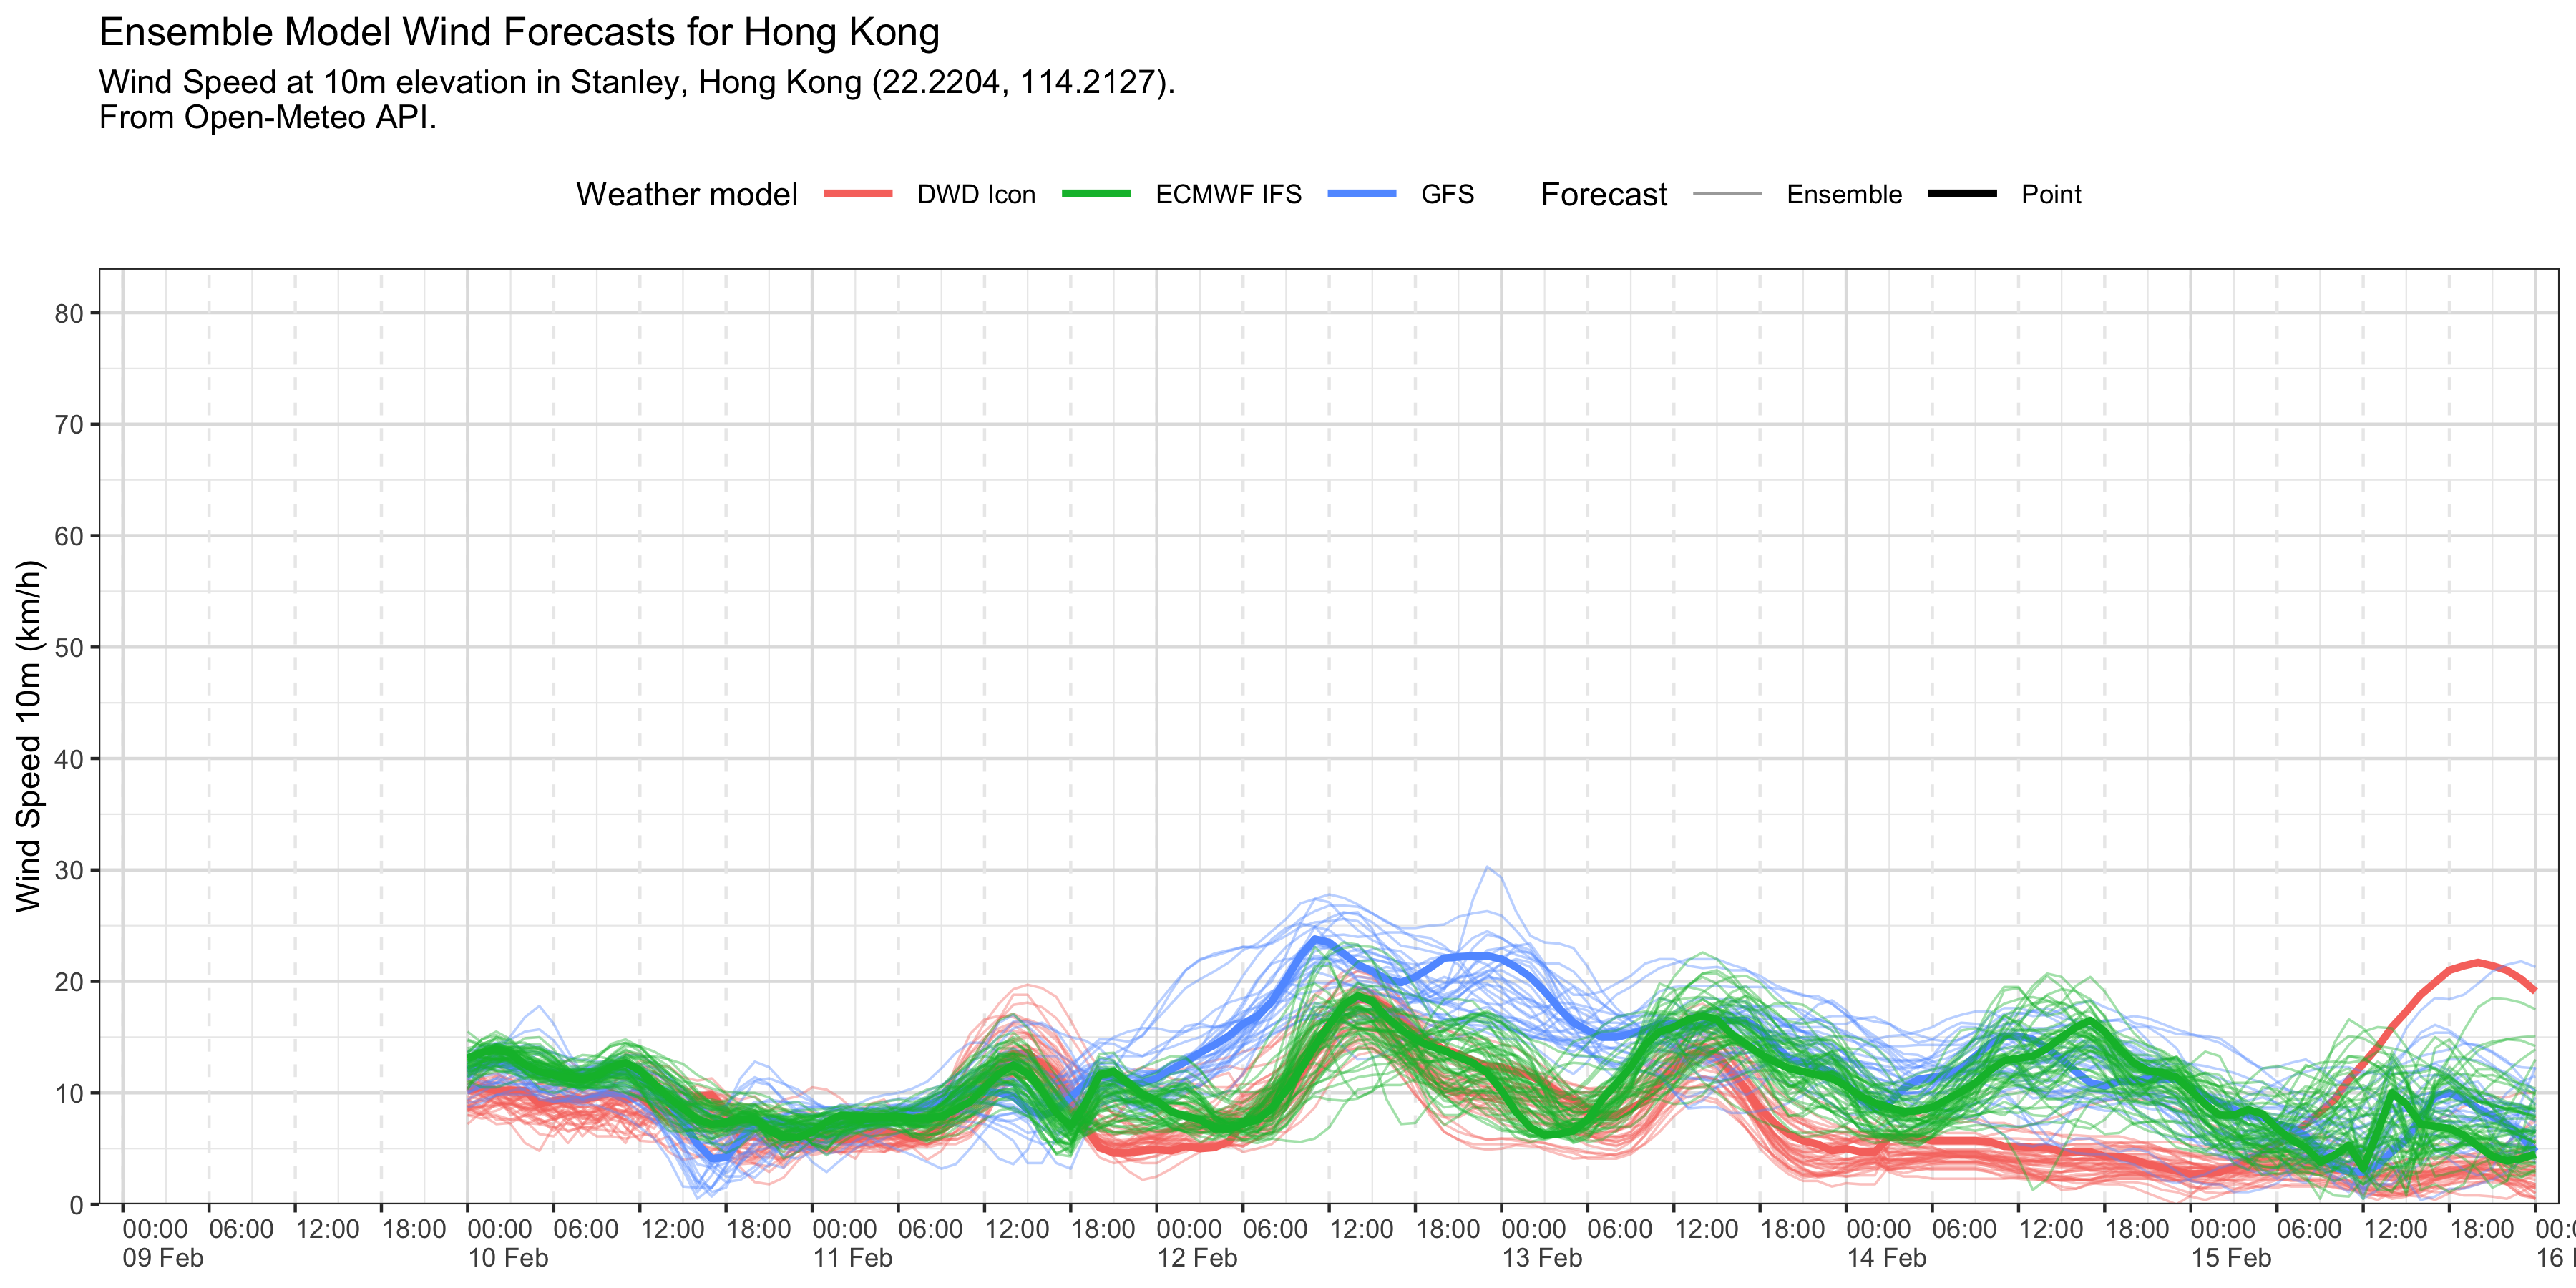 Ensemble Model Wind Forecasts for Hong Kong
Wind Speed at 10m elevation in Stanley, Hong Kong (22.2204, 114.2127).
From Open-Meteo API.
Weather model DWD Icon ECMWF IFS GFS Forecast Ensemble Point
Wind Speed 10m (km/h)
80
70
60
50
40
30
20
10
0
00:00 06:00 12:00 18:00 00:00 06:00 12:00 18:00 00:00 06:00 12:00 18:00 00:00 06:00 12:00 18:00 00:00 06:00 12:00 18:00 00:00 06:00 12:00 18:00 00:00 06:00 12:00 18:00
09 Feb 10 Feb 11 Feb 12 Feb 13 Feb 14 Feb 15 Feb 16